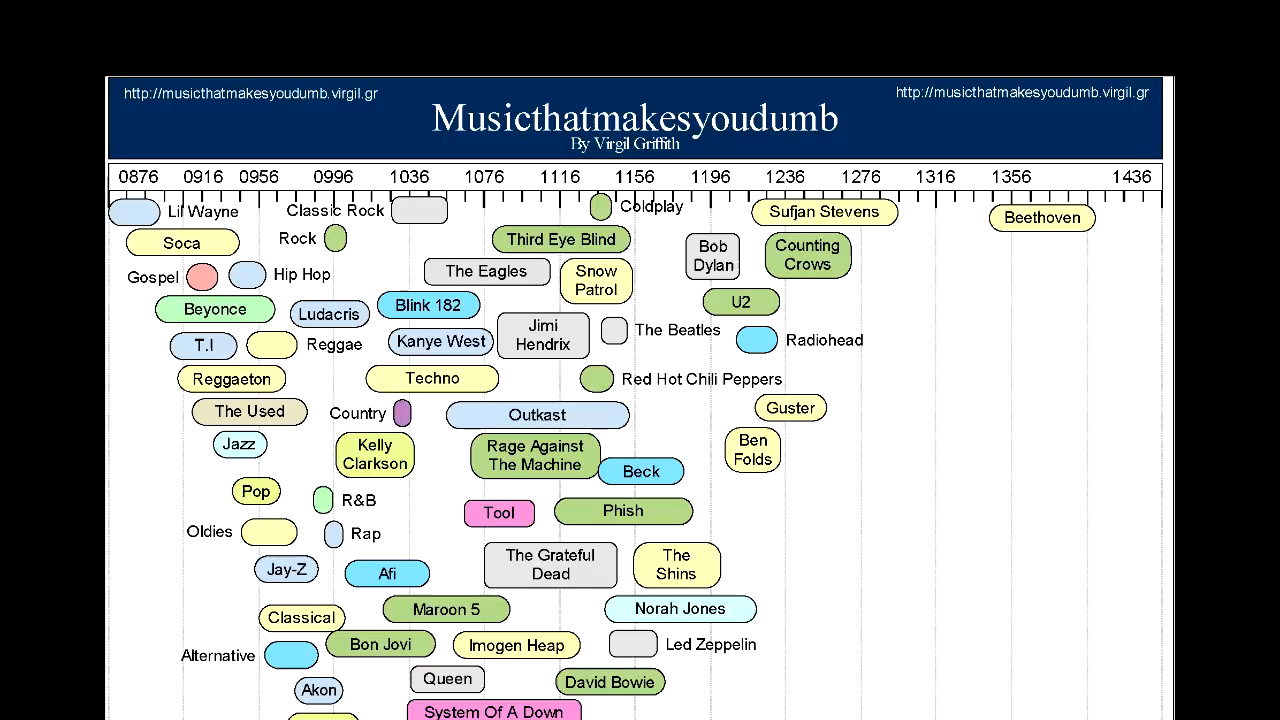 http://musicthatmakesyoudumb.virgil.gr
http://musicthatmakesyoudumb.virgil.gr
Musicthatmakesyoudumb
By Virgil Griffith
0876 0916 0956 0996 1036 1076 1116 1156 1196 1236 1276 1316 1356 1436
Lil Wayne Classic Rock Coldplay Sufjan Stevens Beethoven
Soca Rock Third Eye Blind Bob Dylan Counting Crows
Gospel Hip Hop The Eagles Snow Patrol
Beyonce Ludacris Blink 182 U2
T.I Reggae Kanye West Jimi Hendrix The Beatles Radiohead
Reggaeton Techno Red Hot Chili Peppers
The Used Country Outkast Guster
Jazz Kelly Clarkson Rage Against The Machine Beck Ben Folds
Pop R&B Tool Phish
Oldies Rap
Jay-Z Afi The Grateful Dead The Shins
Classical Maroon 5 Norah Jones
Alternative Bon Jovi Imogen Heap Led Zeppelin
Akon Queen David Bowie
System Of A Down